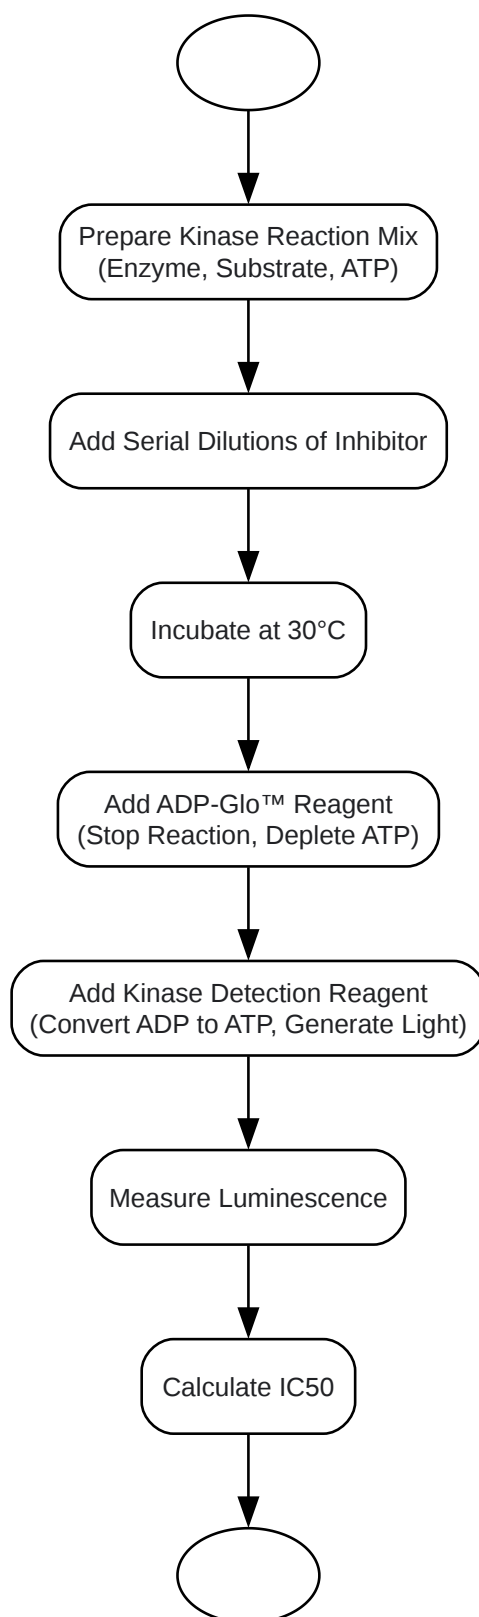 Prepare Kinase Reaction Mix
(Enzyme, Substrate, ATP)
Add Serial Dilutions of Inhibitor
Incubate at 30°C
Add ADP-Glo™ Reagent
(Stop Reaction, Deplete ATP)
Add Kinase Detection Reagent
(Convert ADP to ATP, Generate Light)
Measure Luminescence
Calculate IC50